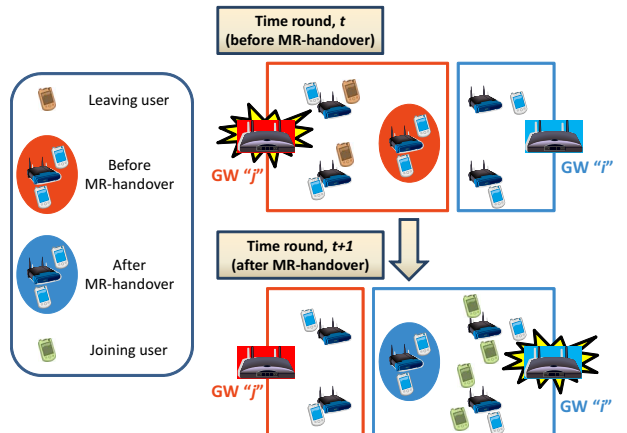 Time round, t
(before MR-handover)
Leaving user
Before
MR-handover
After
MR-handover
Joining user
GW "j"
GW "i"
Time round, t+1
(after MR-handover)
GW "j"
GW "i"